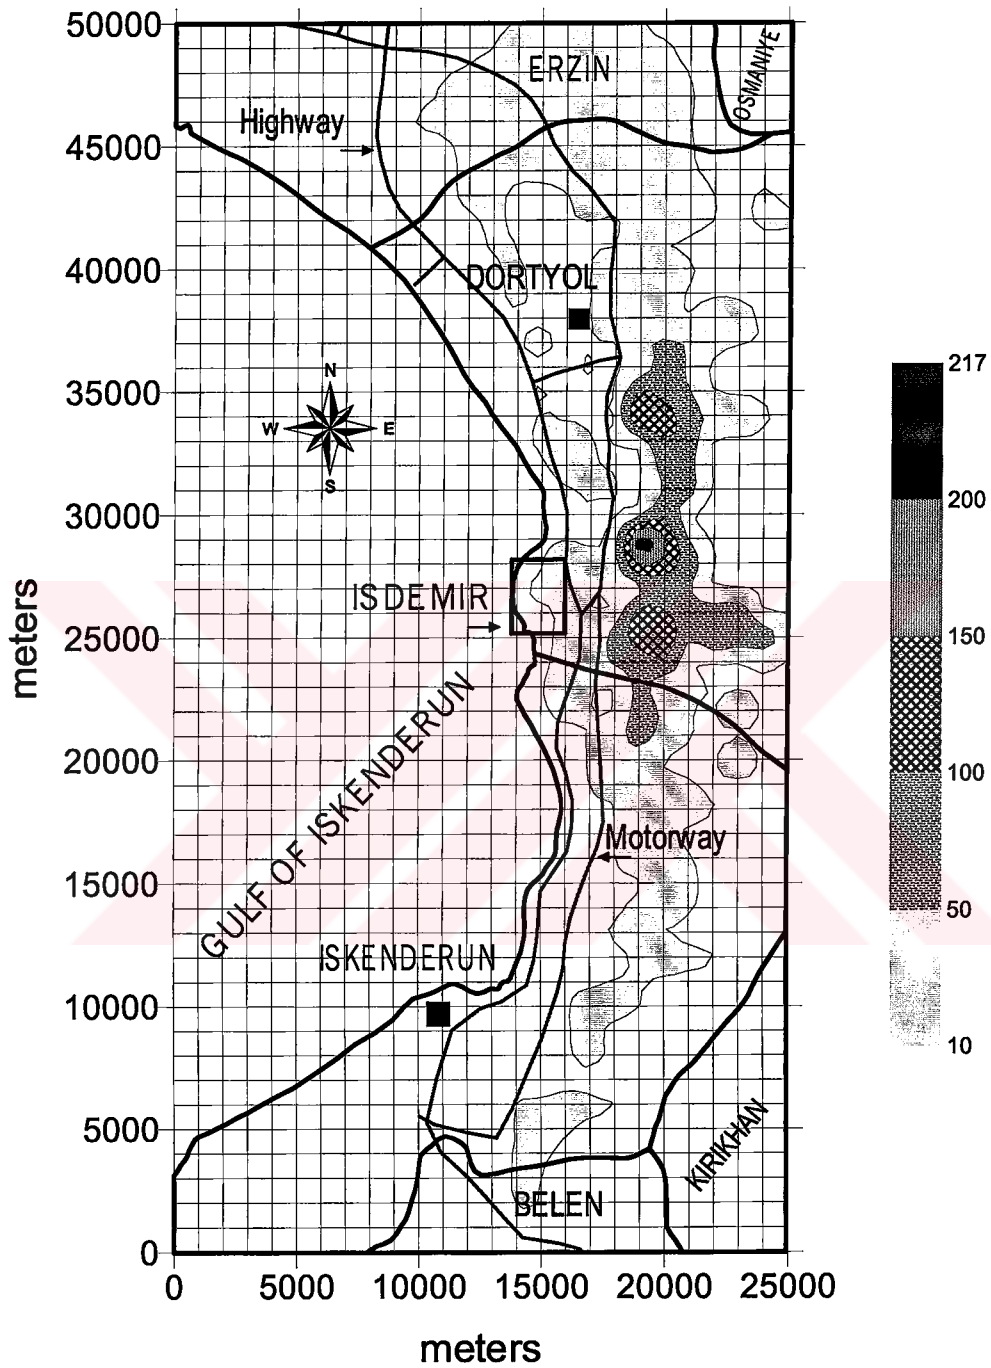 50000
45000
40000
35000
30000
25000
20000
15000
10000
5000
0
0
5000
10000
15000
20000
25000
meters
meters
ERZIN
OSMANIYE
Highway
DORTYOL
N
W
E
S
ISDEMIR
GULF OF ISKENDERUN
Motorway
ISKENDERUN
KIRIKHAN
BELEN
217
200
150
100
50
10